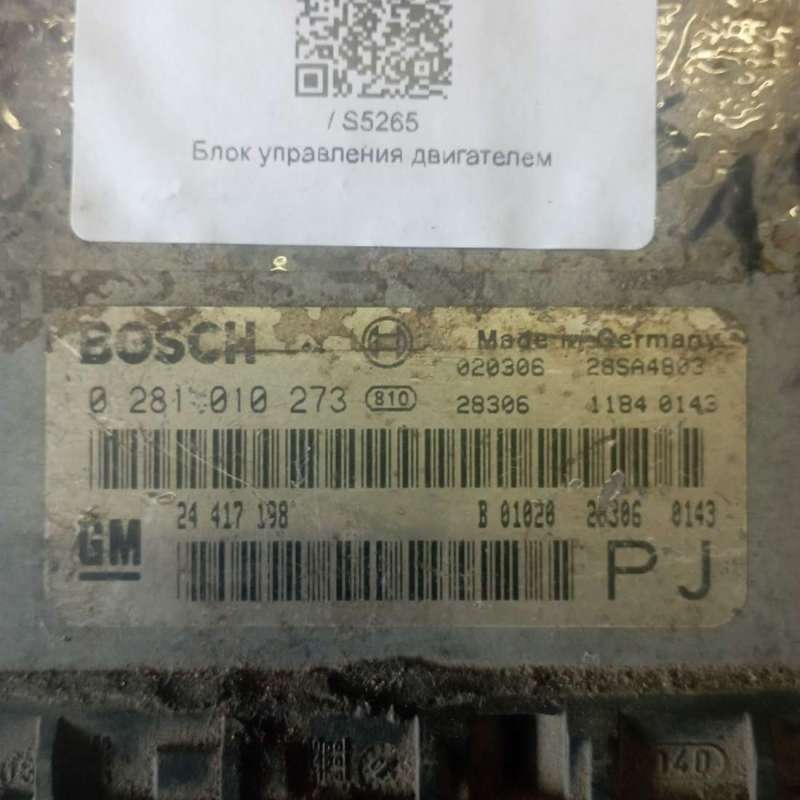 / S5265
Блок управления двигателем
BOSCH Made in Germany
020306 28SA4803
0 281 010 273 810 28306 1184 0143
24 417 198 B 01020 28306 0143
GM PJ
040